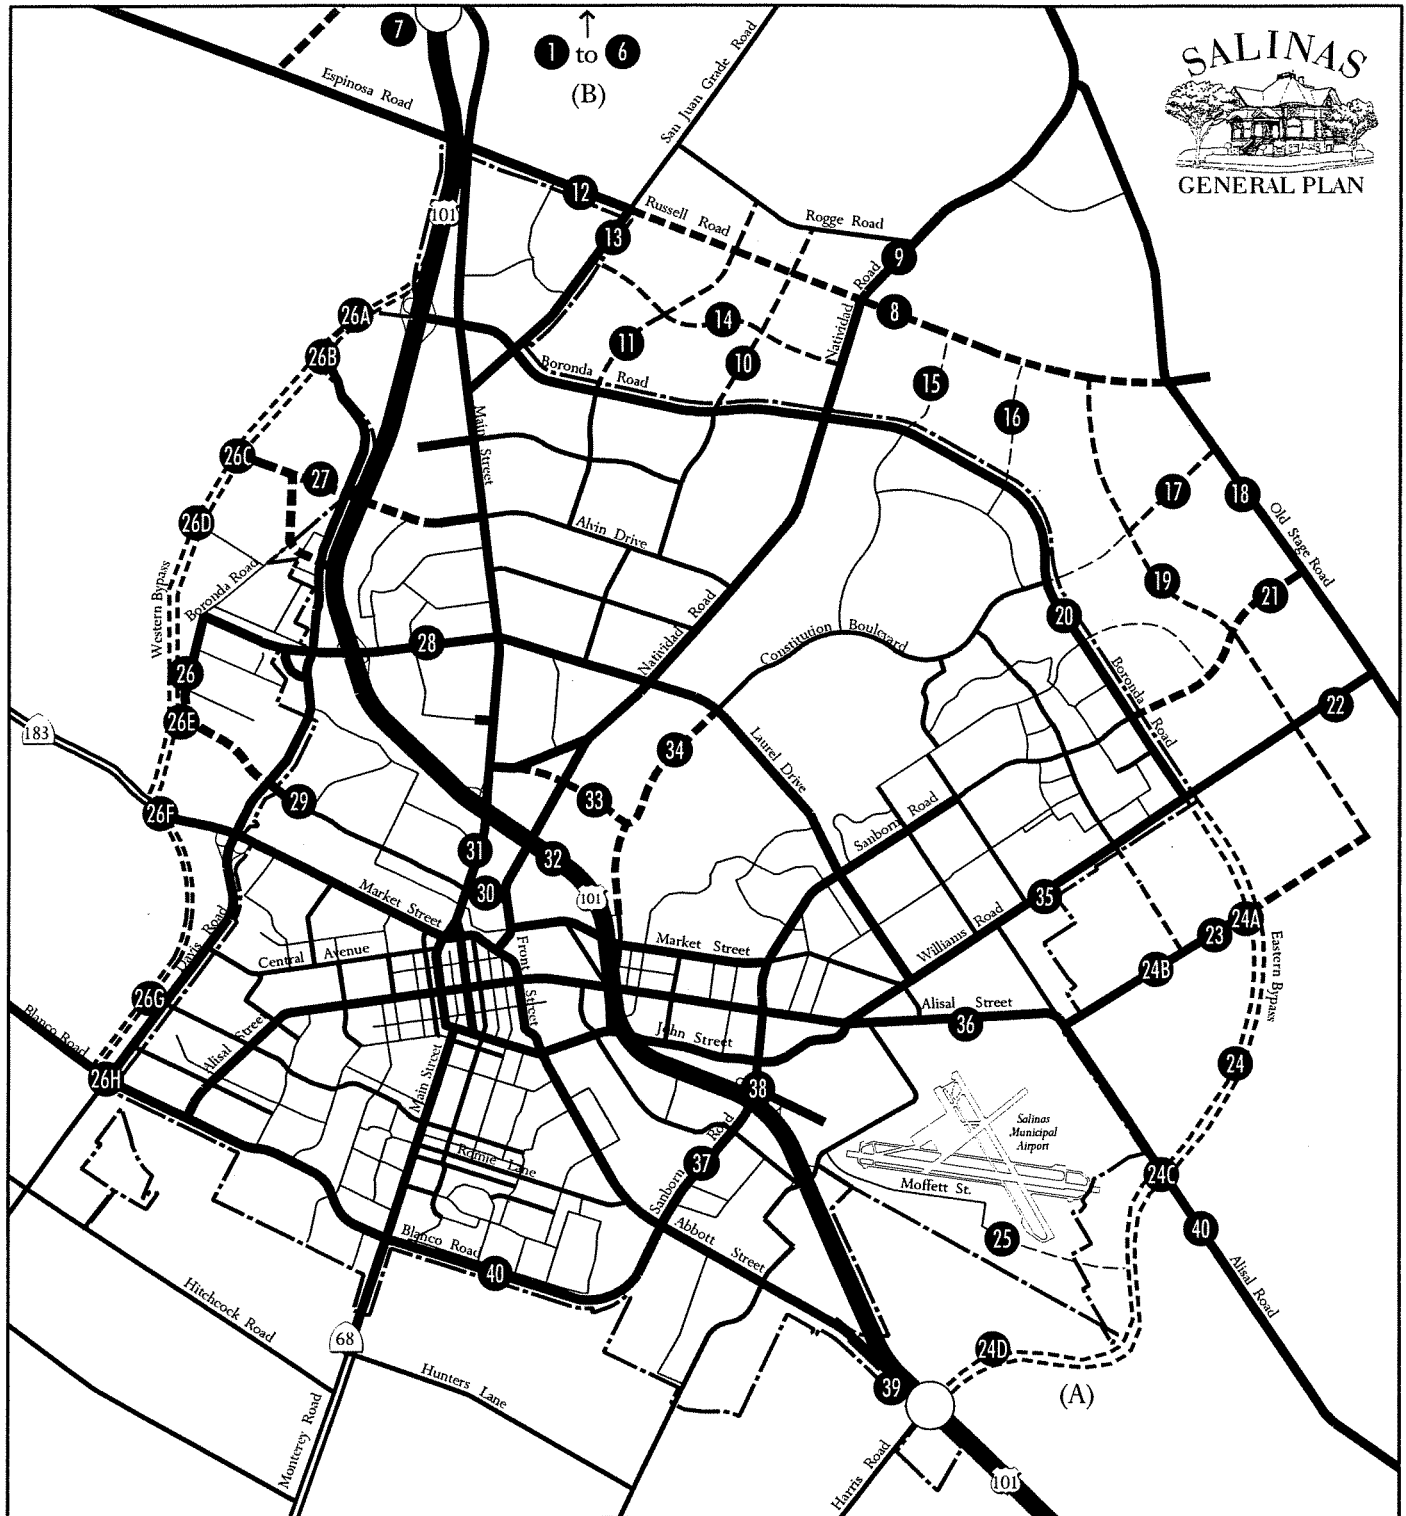 7
↑
1 to 6
(B)
SALINAS
GENERAL PLAN
Espinosa Road
San Juan Grade Road
12
101
Russell Road
Rogge Road
13
9
Natividad Road
8
26A
14
11
26B
10
Boronda Road
15
16
Main Street
26C
27
17
18
26D
Alvin Drive
Old Stage Road
Western Bypass
Boronda Road
19
21
20
Natividad Road
Constitution Boulevard
28
26
Boronda Road
22
26E
183
34
Laurel Drive
33
29
26F
Sanborn Road
31
32
30
101
35
Market Street
Market Street
Williams Road
24A
23
Davis Road
Central Avenue
Front Street
24B
Eastern Bypass
26G
Alisal Street
36
Blanco Road
Alisal Street
John Street
24
26H
Main Street
38
Salinas
Municipal
Airport
Romie Lane
Sanborn Road
37
24C
Moffett St.
25
40
Abbott Street
Blanco Road
40
Alisal Road
Hitchcock Road
68
24D
39
(A)
Hunters Lane
Monterey Road
Harris Road
101